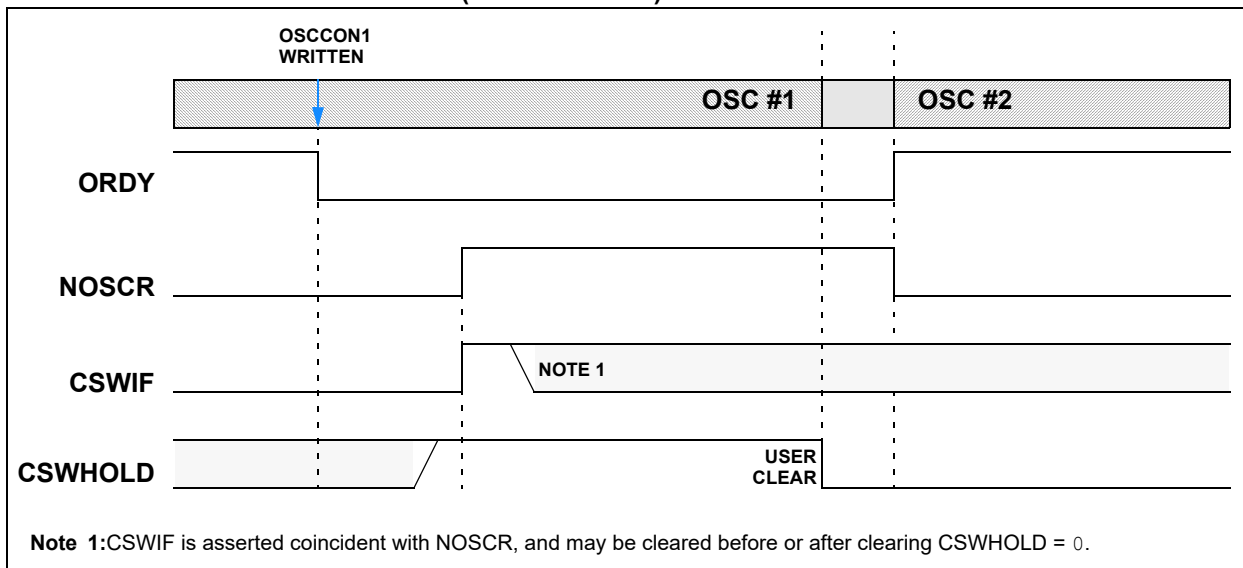 OSCCON1
WRITTEN
OSC #1
OSC #2
ORDY
NOSCR
CSWIF
NOTE 1
CSWHOLD
USER
CLEAR
Note 1:CSWIF is asserted coincident with NOSCR, and may be cleared before or after clearing CSWHOLD = 0.